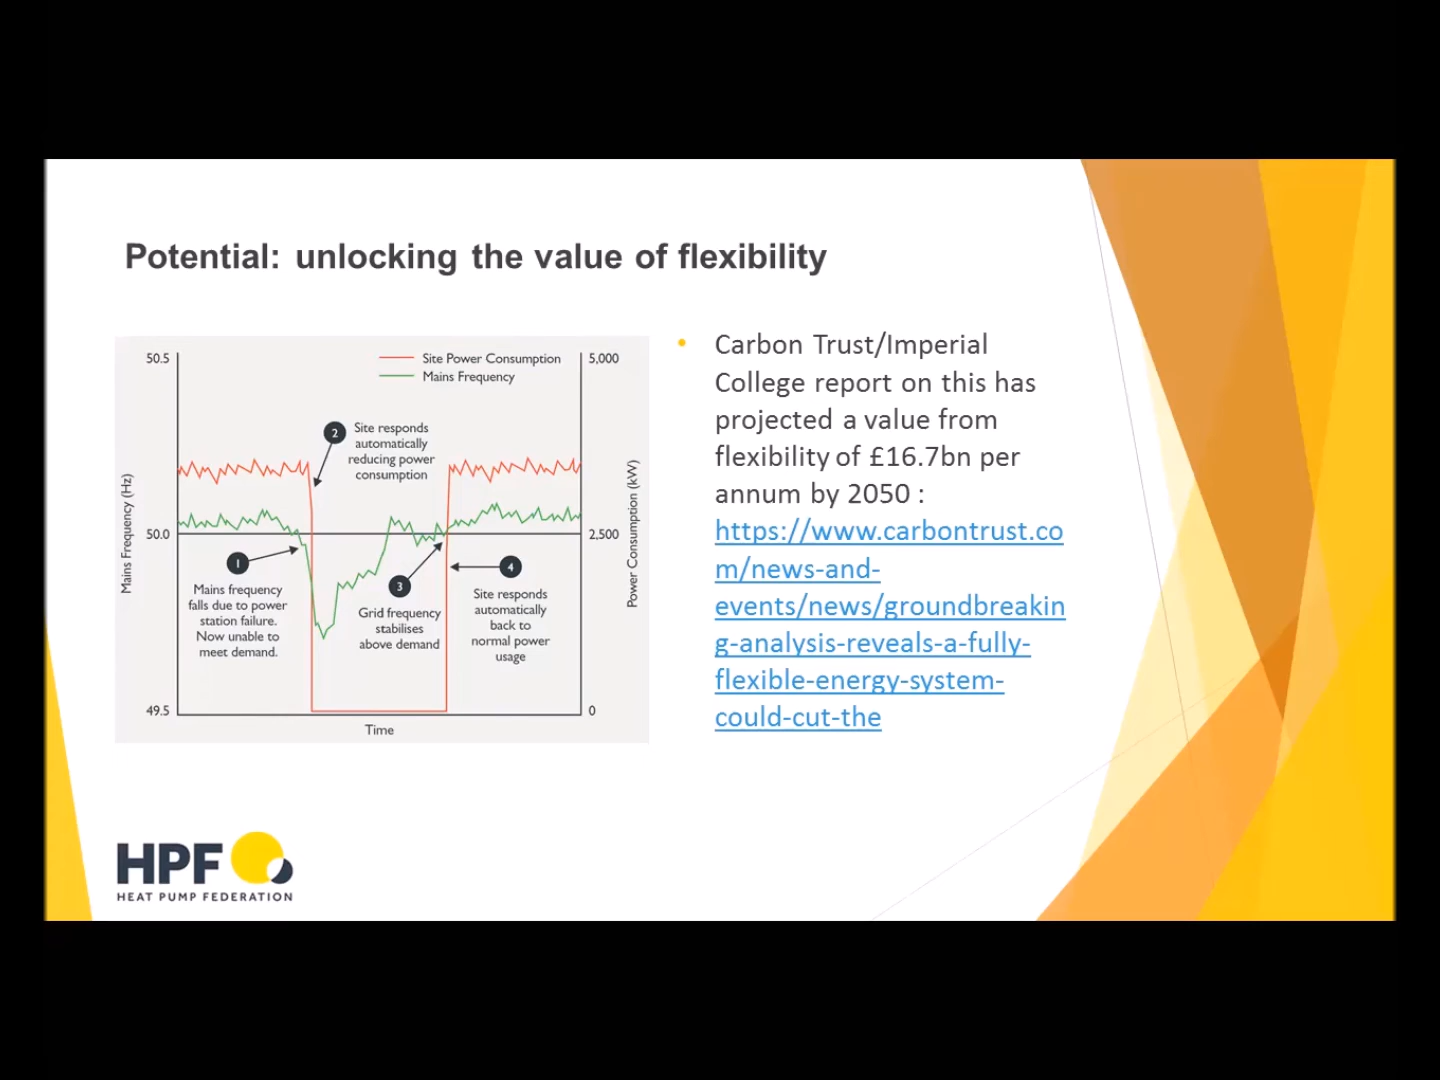 Potential: unlocking the value of flexibility
50.5
50.0
49.5
Mains Frequency (Hz)
Site Power Consumption
Mains Frequency
5,000
2,500
0
Power Consumption (kW)
Time
1
Mains frequency
falls due to power
station failure.
Now unable to
meet demand.
2
Site responds
automatically
reducing power
consumption
3
Grid frequency
stabilises
above demand
4
Site responds
automatically
back to
normal power
usage
• Carbon Trust/Imperial
College report on this has
projected a value from
flexibility of £16.7bn per
annum by 2050 :
https://www.carbontrust.co
m/news-and-
events/news/groundbreakin
g-analysis-reveals-a-fully-
flexible-energy-system-
could-cut-the
HPF
HEAT PUMP FEDERATION